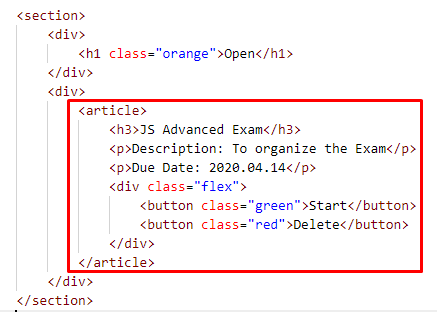 <section>
<div>
<h1 class="orange">Open</h1>
</div>
<div>
<article>
<h3>JS Advanced Exam</h3>
<p>Description: To organize the Exam</p>
<p>Due Date: 2020.04.14</p>
<div class="flex">
<button class="green">Start</button>
<button class="red">Delete</button>
</div>
</article>
</div>
</section>